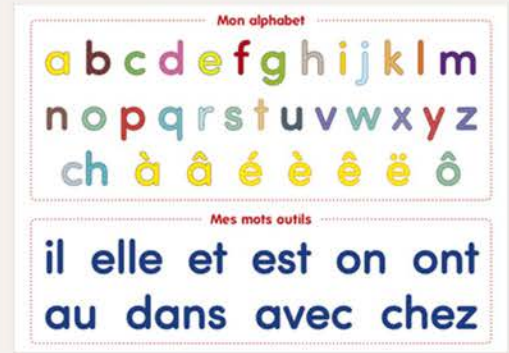 Mon alphabet
a b c d e f g h i j k l m
n o p q r s t u v w x y z
ch à â é è ê ë ô
Mes mots outils
il elle et est on ont
au dans avec chez